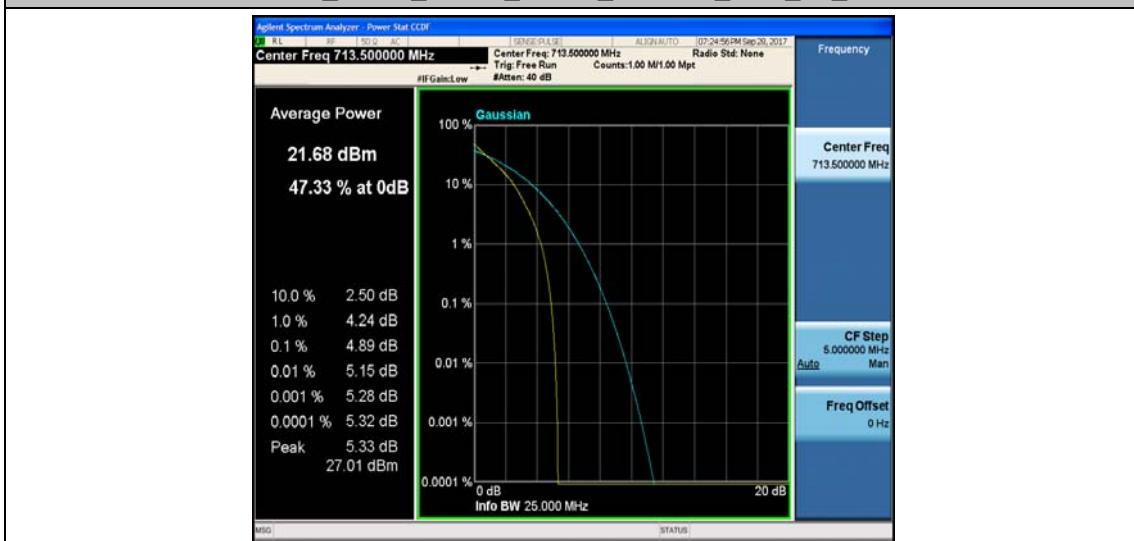 Agilent Spectrum Analyzer - Power Stat CCDF
RL RF 50 Ω AC SENSE:PULSE ALIGN AUTO 07:24:56 PM Sep 28, 2017
Center Freq 713.500000 MHz
Center Freq: 713.500000 MHz Radio Std: None
Trig: Free Run Counts:1.00 M/1.00 Mpt
#IFGain:Low #Atten: 40 dB
Frequency
Average Power
21.68 dBm
47.33 % at 0dB
10.0 % 2.50 dB
1.0 % 4.24 dB
0.1 % 4.89 dB
0.01 % 5.15 dB
0.001 % 5.28 dB
0.0001 % 5.32 dB
Peak 5.33 dB
27.01 dBm
Gaussian
100 %
10 %
1 %
0.1 %
0.01 %
0.001 %
0.0001 %
0 dB 20 dB
Info BW 25.000 MHz
Center Freq
713.500000 MHz
CF Step
5.000000 MHz
Auto Man
Freq Offset
0 Hz
MSG STATUS